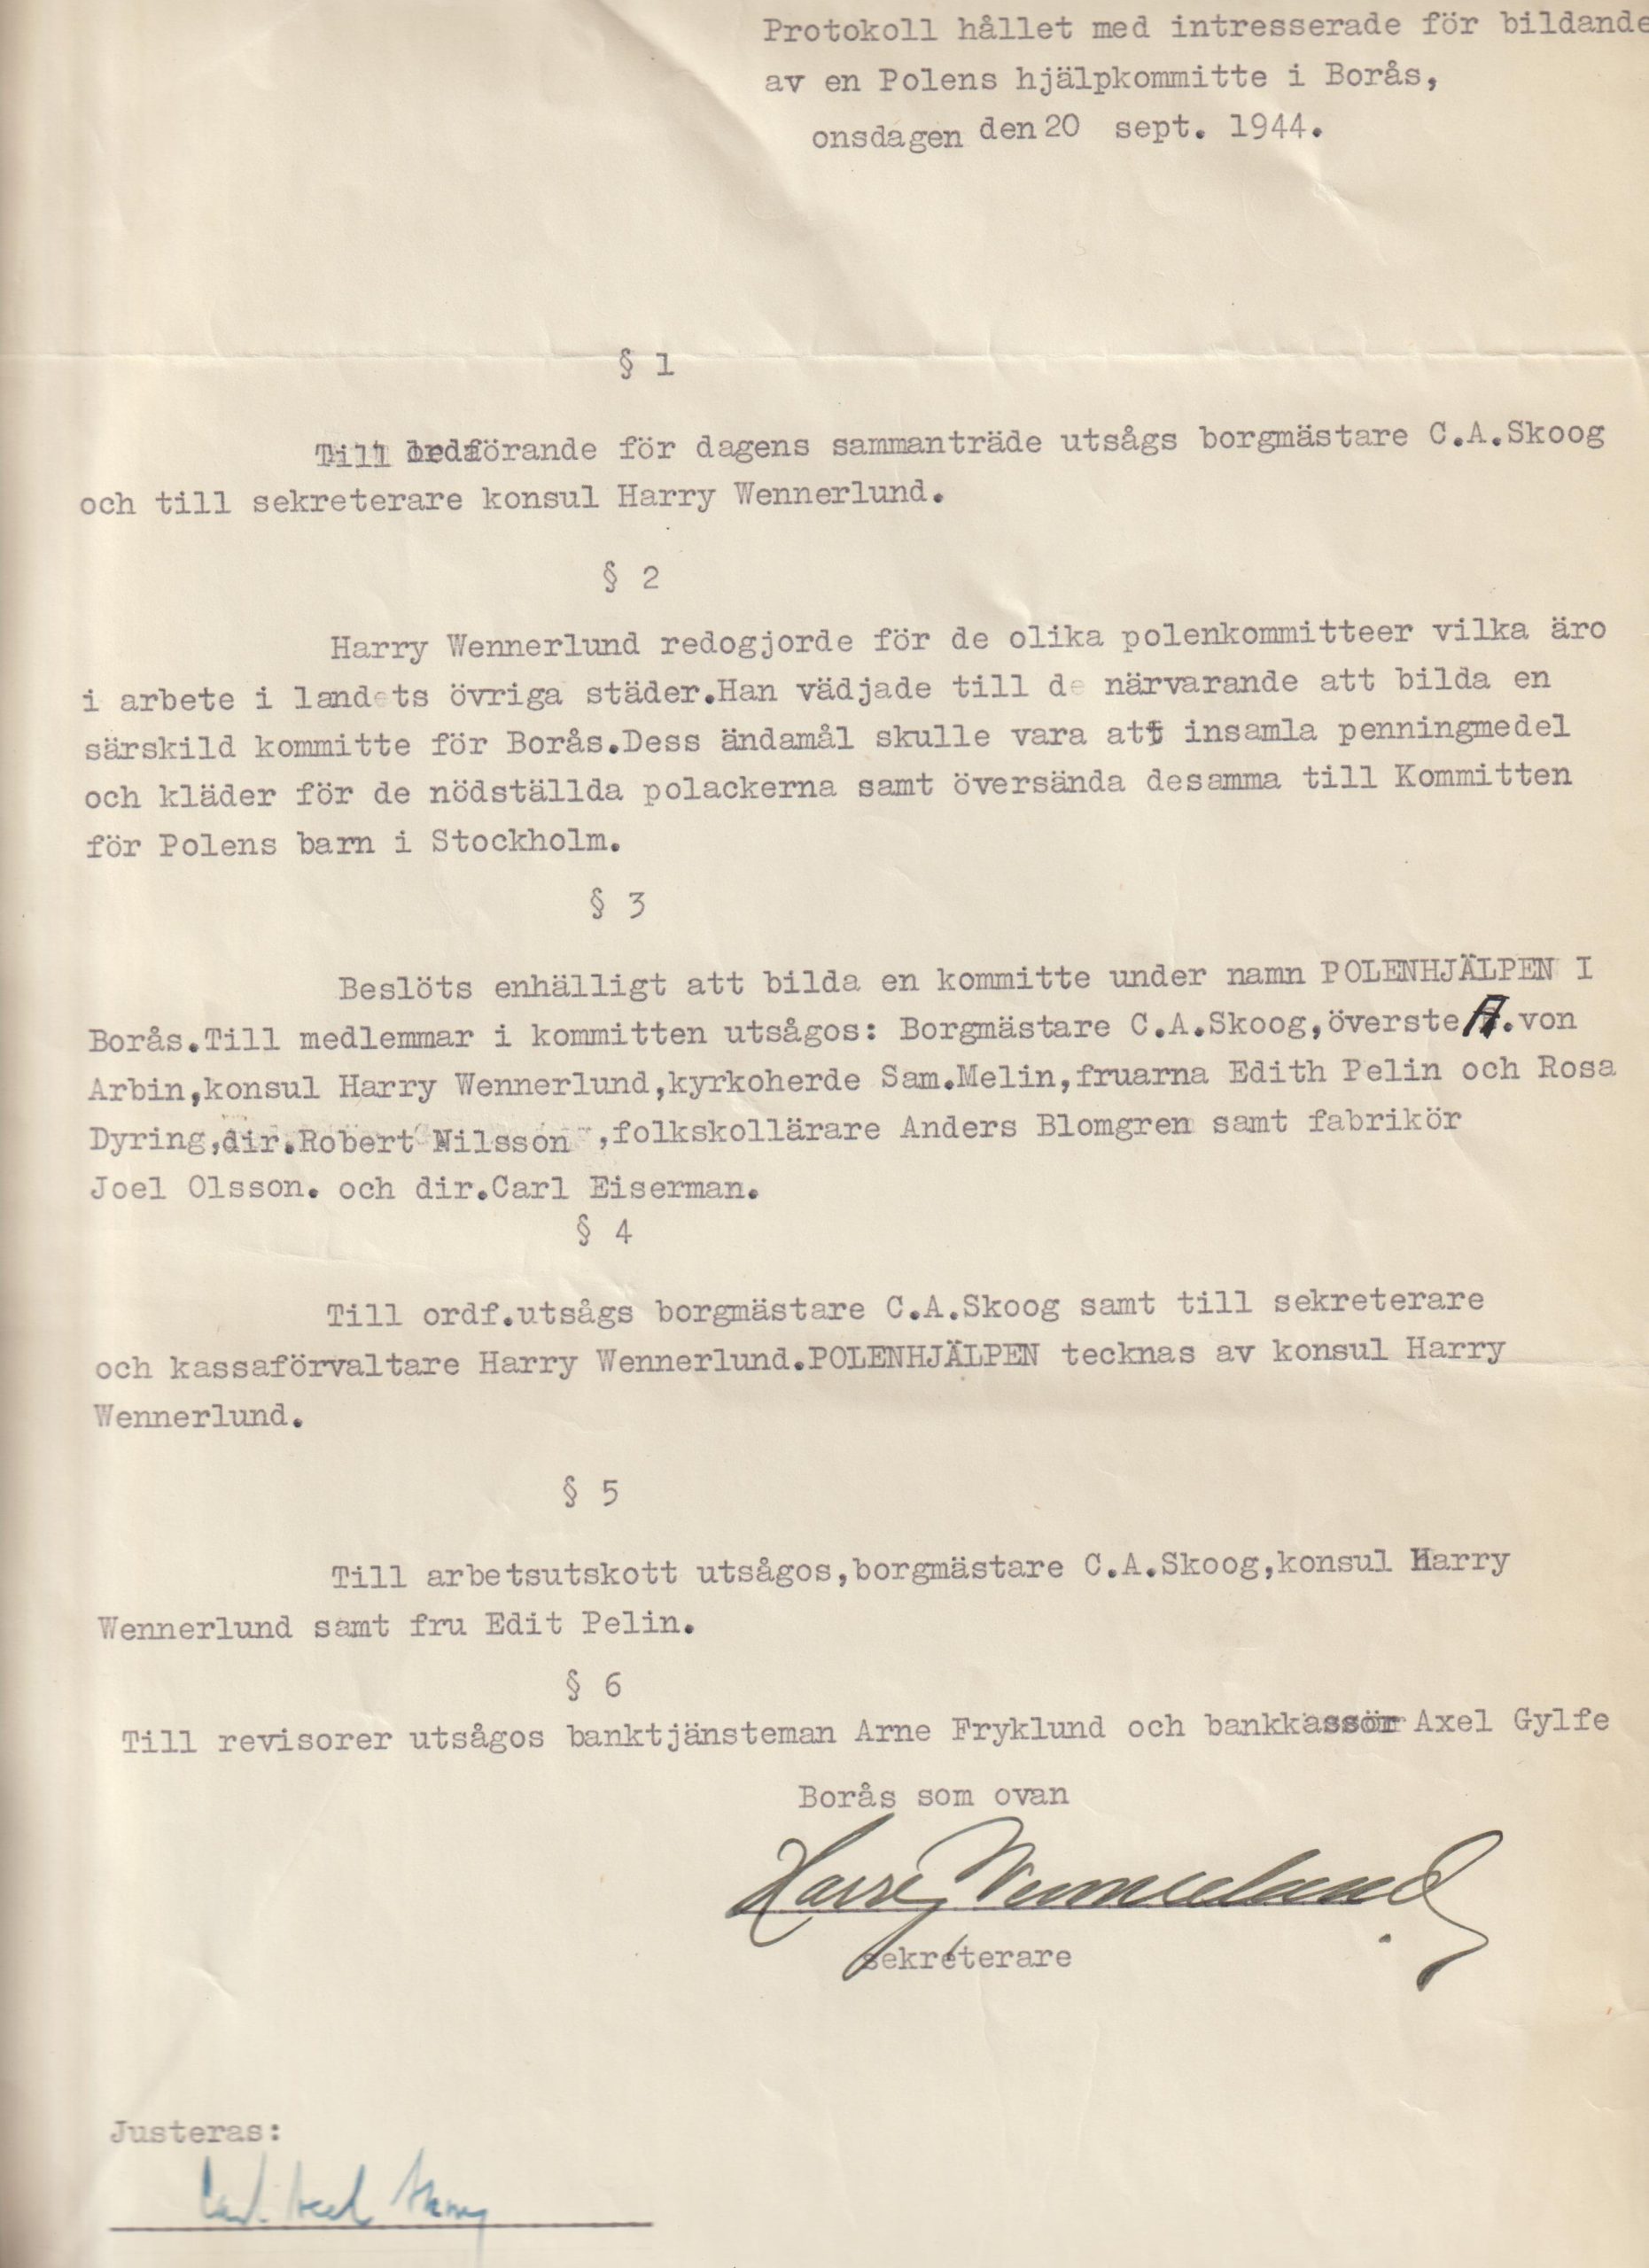 Protokoll hållet med intresserade för bildande
av en Polens hjälpkommitte i Borås,
onsdagen den 20 sept. 1944.
§ 1
Till ordförande för dagens sammanträde utsågs borgmästare C.A.Skoog
och till sekreterare konsul Harry Wennerlund.
§ 2
Harry Wennerlund redogjorde för de olika polenkommitteer vilka äro
i arbete i landets övriga städer.Han vädjade till de närvarande att bilda en
särskild kommitte för Borås.Dess ändamål skulle vara att insamla penningmedel
och kläder för de nödställda polackerna samt översända desamma till Kommitten
för Polens barn i Stockholm.
§ 3
Beslöts enhälligt att bilda en kommitte under namn POLENHJÄLPEN I
Borås.Till medlemmar i kommitten utsågos: Borgmästare C.A.Skoog,överste A.von
Arbin,konsul Harry Wennerlund,kyrkoherde Sam.Melin,fruarna Edith Pelin och Rosa
Dyring,dir.Robert Nilsson ,folkskollärare Anders Blomgren samt fabrikör
Joel Olsson. och dir.Carl Eiserman.
§ 4
Till ordf.utsågs borgmästare C.A.Skoog samt till sekreterare
och kassaförvaltare Harry Wennerlund.POLENHJÄLPEN tecknas av konsul Harry
Wennerlund.
§ 5
Till arbetsutskott utsågos,borgmästare C.A.Skoog,konsul Harry
Wennerlund samt fru Edit Pelin.
§ 6
Till revisorer utsågos banktjänsteman Arne Fryklund och bankkassör Axel Gylfe
Borås som ovan
Harry Wennerlund
sekreterare
Justeras: